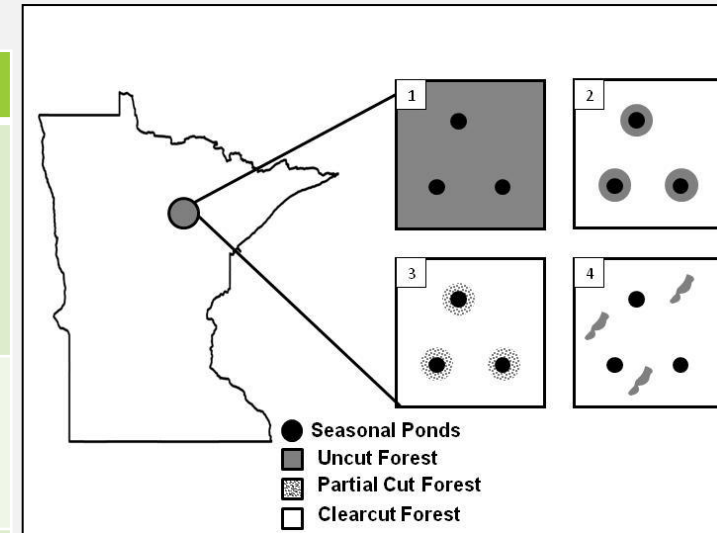 1
2
3
4
Seasonal Ponds
Uncut Forest
Partial Cut Forest
Clearcut Forest